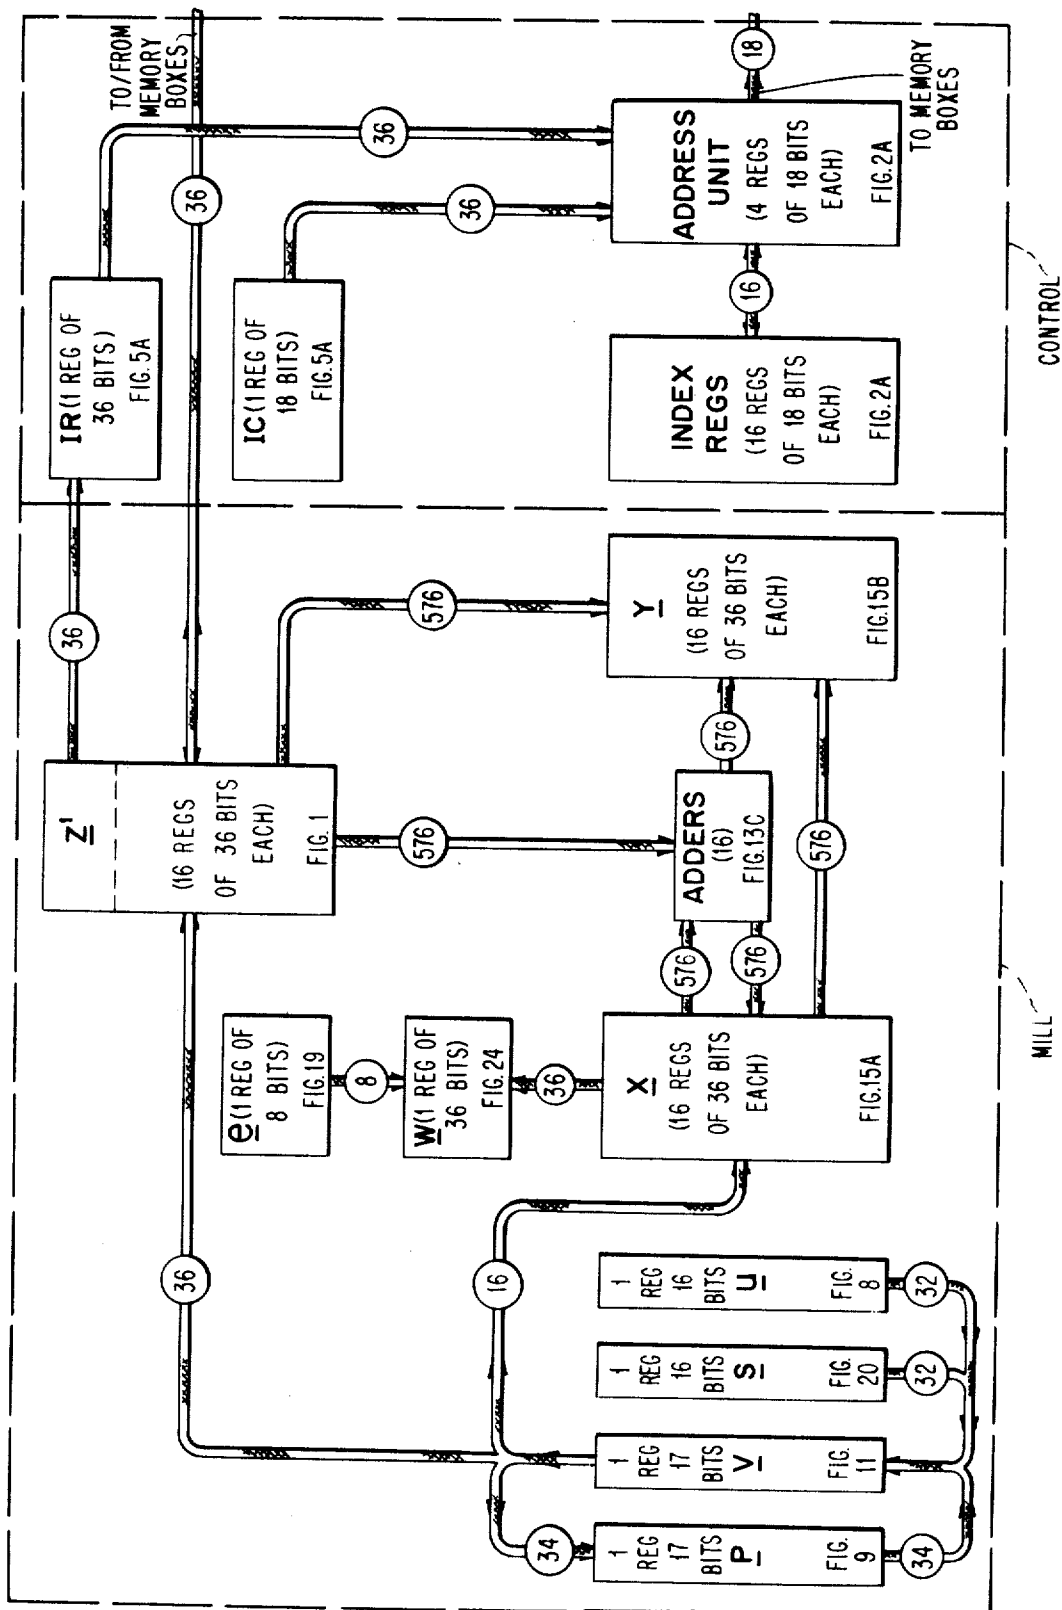 36
Z'
(16 REGS
OF 36 BITS
EACH)
FIG. 1
36
IR (1 REG OF
36 BITS)
FIG. 5A
TO/FROM
MEMORY
BOXES
36
36
e (1 REG OF
8 BITS)
FIG. 19
8
W (1 REG OF
36 BITS)
FIG. 24
36
576
576
IC (1 REG OF
18 BITS)
FIG. 5A
36
34
16
1
REG
17
BITS
P
FIG.
9
34
1
REG
17
BITS
V
FIG.
11
1
REG
16
BITS
S
FIG.
20
32
1
REG
16
BITS
U
FIG.
8
32
X
(16 REGS
OF 36 BITS
EACH)
FIG. 15A
576
576
ADDERS
(16)
FIG. 13C
576
576
Y
(16 REGS
OF 36 BITS
EACH)
FIG. 15B
INDEX
REGS
(16 REGS
OF 18 BITS
EACH)
FIG. 2A
16
ADDRESS
UNIT
(4 REGS
OF 18 BITS
EACH)
FIG. 2A
18
TO MEMORY
BOXES
MILL
CONTROL